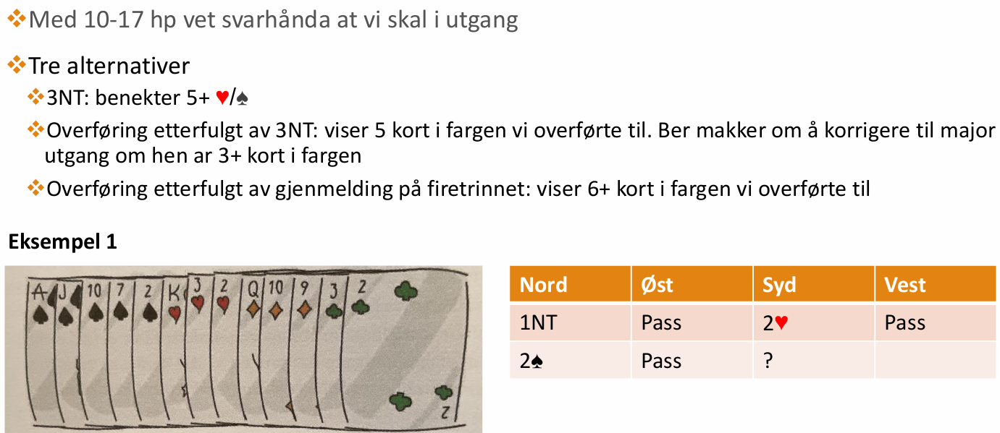 Med 10-17 hp vet svarhånda at vi skal i utgang
Tre alternativer
3NT: benekter 5+ ♥/♠
Overføring etterfulgt av 3NT: viser 5 kort i fargen vi overførte til. Ber makker om å korrigere til major
utgang om hen ar 3+ kort i fargen
Overføring etterfulgt av gjenmelding på firetrinnet: viser 6+ kort i fargen vi overførte til
Eksempel 1
A J 10 7 2 K 3 2 Q 10 9 3 2
2
Nord Øst Syd Vest
1NT Pass 2♥ Pass
2♠ Pass ?